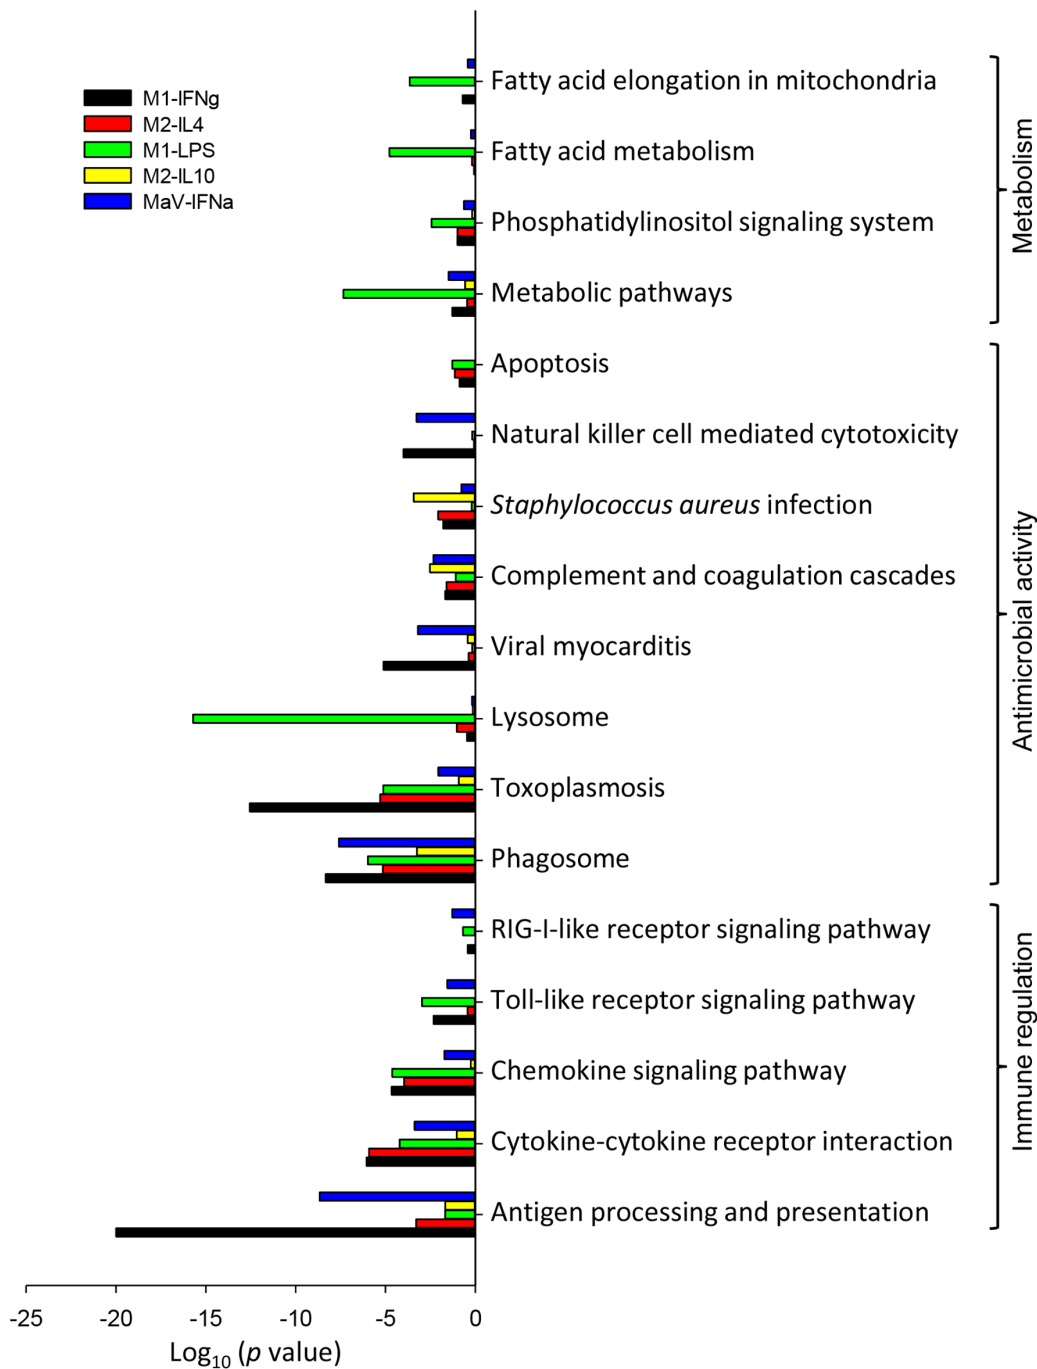 M1-IFNg
M2-IL4
M1-LPS
M2-IL10
MaV-IFNa
Fatty acid elongation in mitochondria
Fatty acid metabolism
Phosphatidylinositol signaling system
Metabolic pathways
Apoptosis
Natural killer cell mediated cytotoxicity
Staphylococcus aureus infection
Complement and coagulation cascades
Viral myocarditis
Lysosome
Toxoplasmosis
Phagosome
RIG-I-like receptor signaling pathway
Toll-like receptor signaling pathway
Chemokine signaling pathway
Cytokine-cytokine receptor interaction
Antigen processing and presentation
Metabolism
Antimicrobial activity
Immune regulation
-25 -20 -15 -10 -5 0
Log10 (p value)